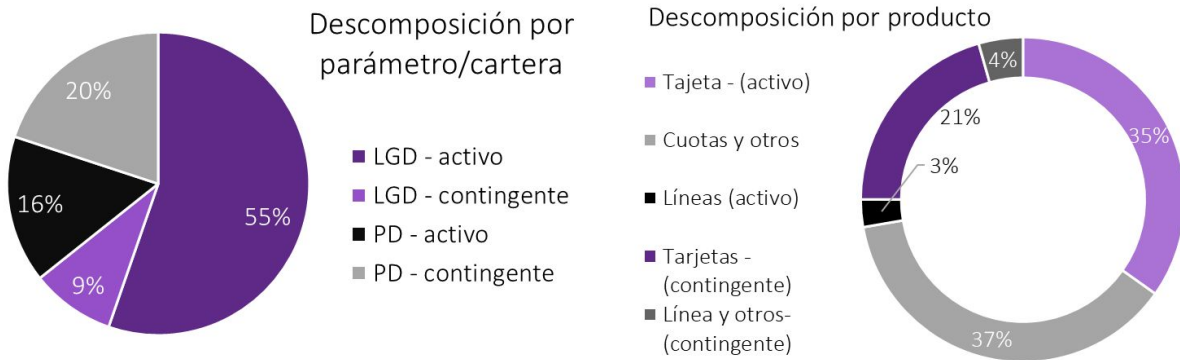 Descomposición por
parámetro/cartera
20%
16%
9%
55%
LGD - activo
LGD - contingente
PD - activo
PD - contingente
Descomposición por producto
Tajeta - (activo)
Cuotas y otros
Líneas (activo)
Tarjetas -
(contingente)
Línea y otros-
(contingente)
4%
21%
35%
3%
37%